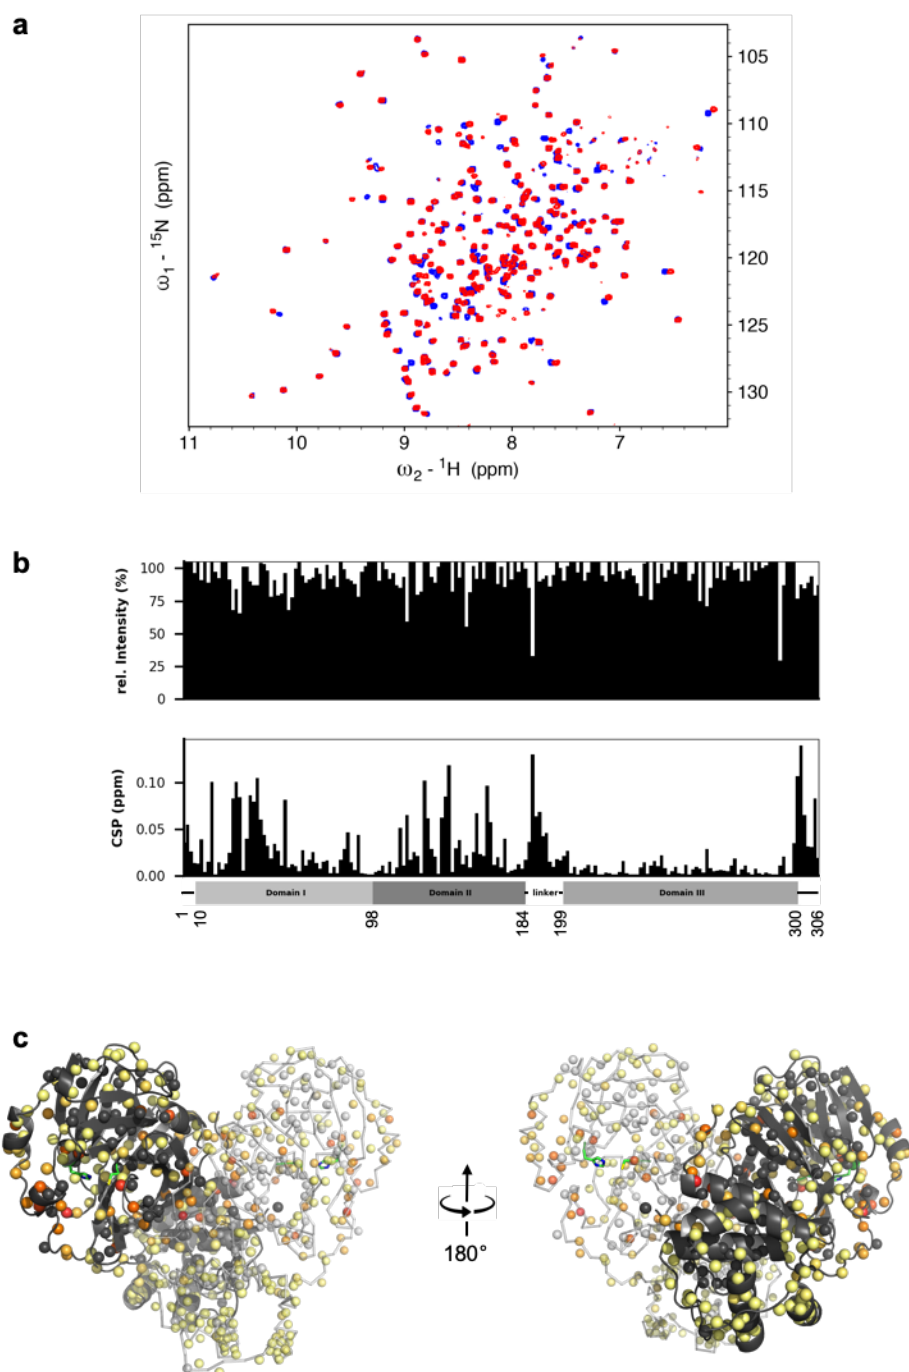 a
105
110
115
120
125
130
ω1 - 15N (ppm)
11
10
9
8
7
ω2 - 1H (ppm)
b
100
75
50
25
0
rel. Intensity (%)
0.10
0.05
0.00
CSP (ppm)
Domain I
Domain II
linker
Domain III
1
10
98
184
199
300
306
c
180°